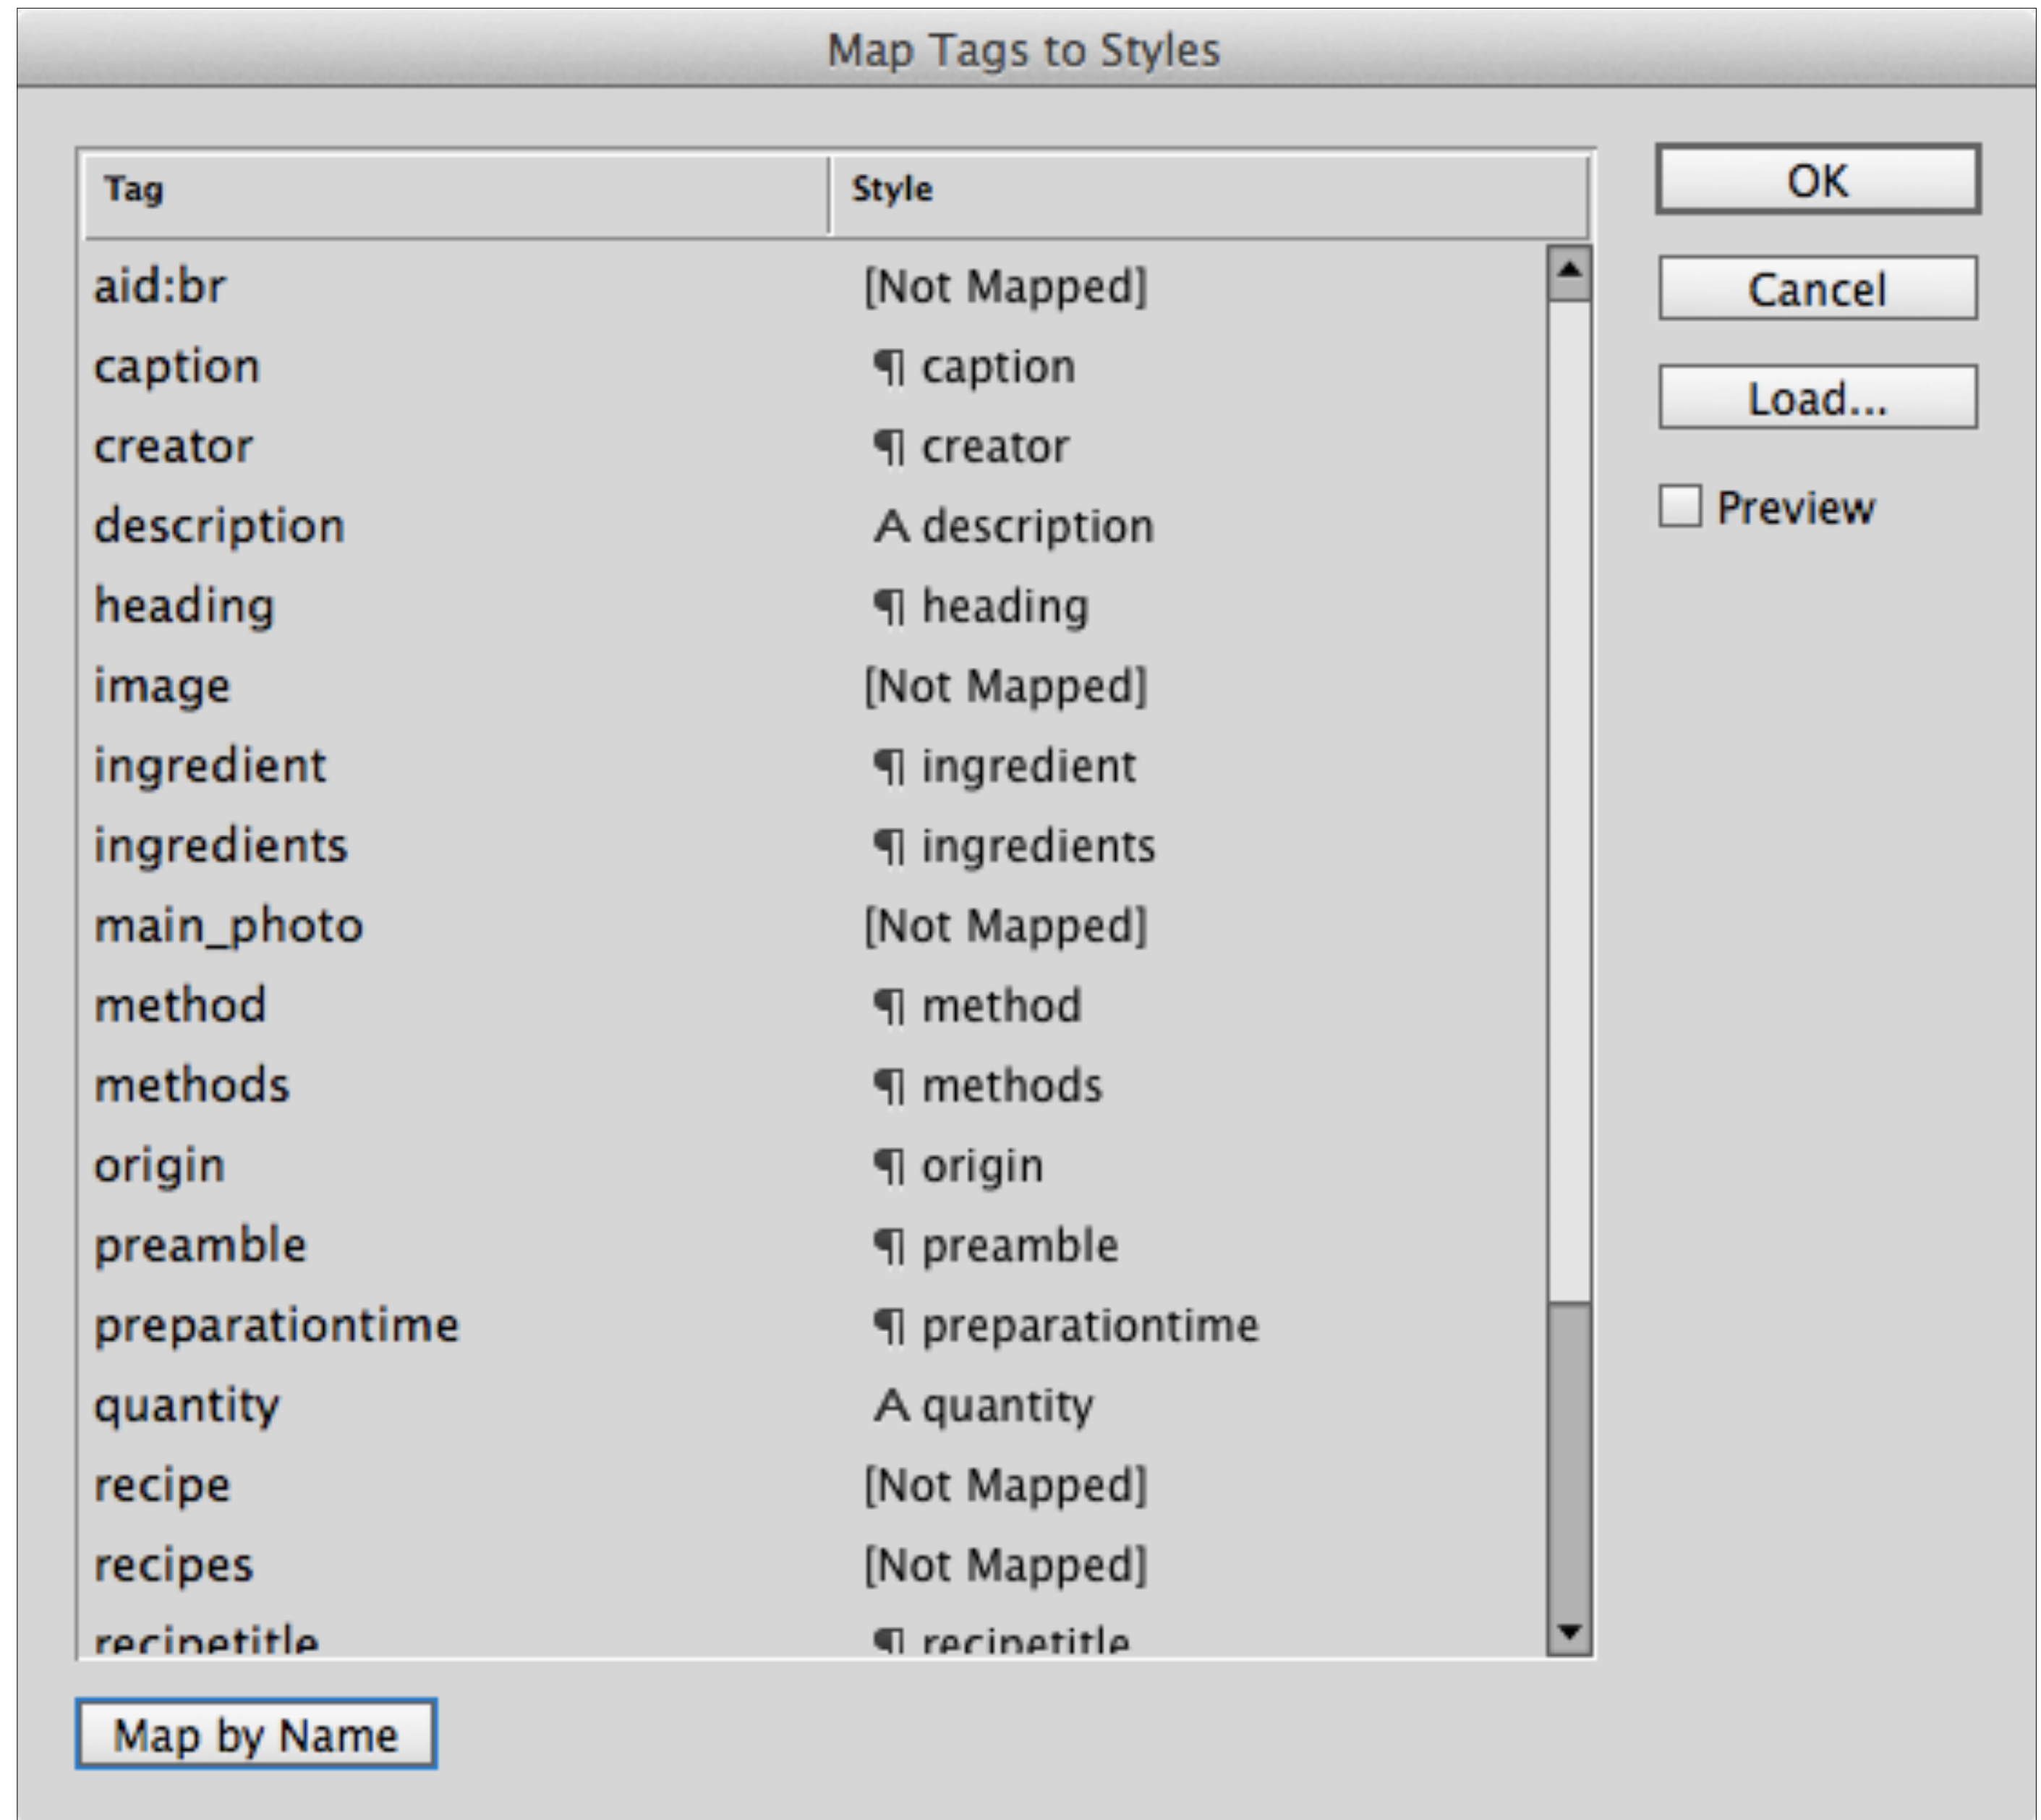 Map Tags to Styles
Tag Style
OK
aid:br [Not Mapped]
Cancel
caption ¶ caption
Load...
creator ¶ creator
description A description
Preview
heading ¶ heading
image [Not Mapped]
ingredient ¶ ingredient
ingredients ¶ ingredients
main_photo [Not Mapped]
method ¶ method
methods ¶ methods
origin ¶ origin
preamble ¶ preamble
preparationtime ¶ preparationtime
quantity A quantity
recipe [Not Mapped]
recipes [Not Mapped]
recipetitle ¶ recipetitle
Map by Name